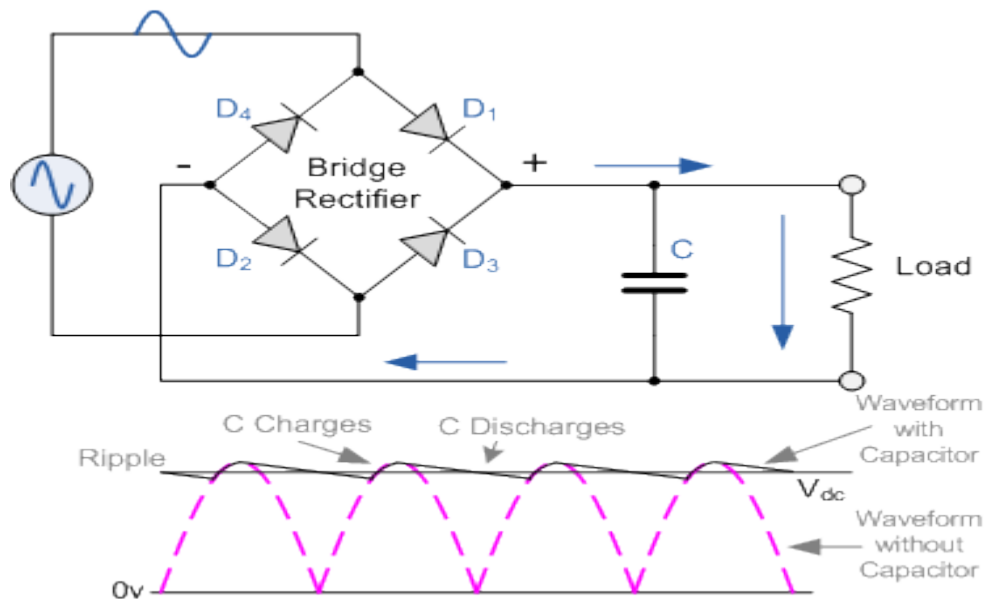 D4
D1
-
Bridge
Rectifier
+
D2
D3
C
Load
C Charges
C Discharges
Waveform
with
Capacitor
Ripple
Vdc
Waveform
without
Capacitor
0v